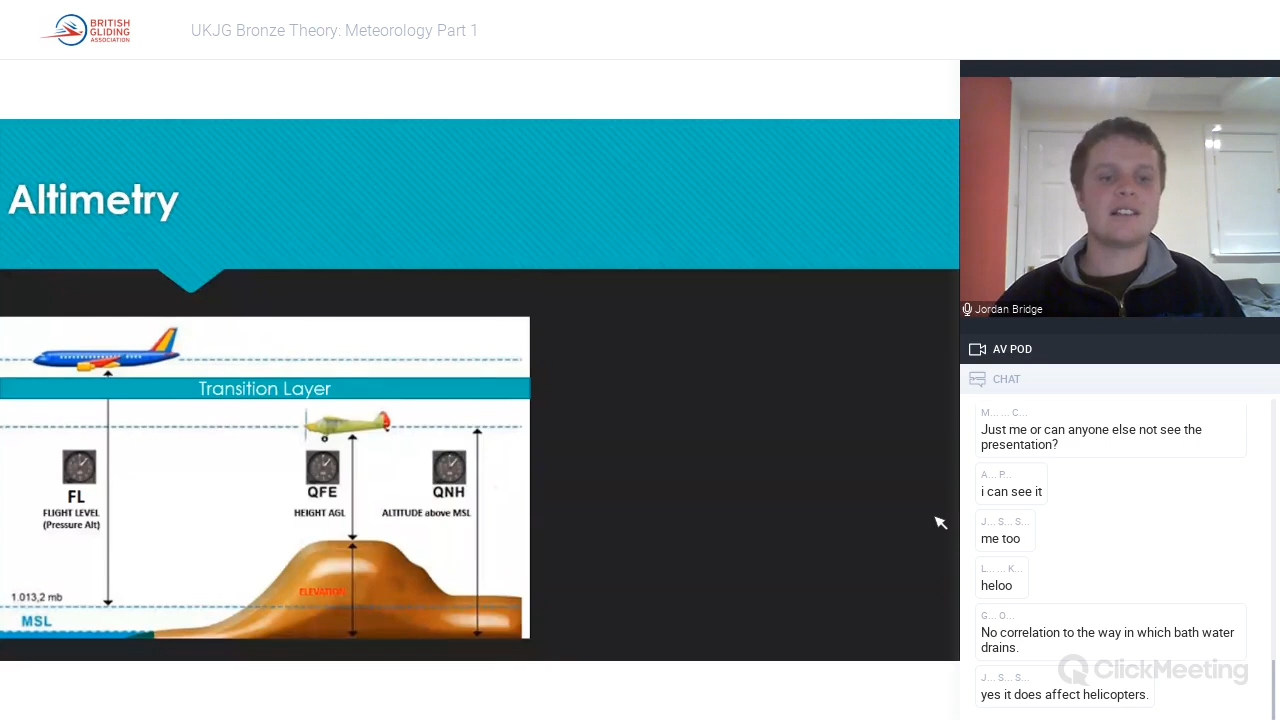 BRITISH
GLIDING
ASSOCIATION
UKJG Bronze Theory: Meteorology Part 1
Altimetry
Transition Layer
FL
FLIGHT LEVEL
(Pressure Alt)
QFE
HEIGHT AGL
QNH
ALTITUDE above MSL
ELEVATION
1.013,2 mb
MSL
Jordan Bridge
AV POD
CHAT
M... ... C...
Just me or can anyone else not see the
presentation?
A... P...
i can see it
J... S... S...
me too
L... ... K...
heloo
G... O...
No correlation to the way in which bath water
drains.
J... S... S...
yes it does affect helicopters.
ClickMeeting